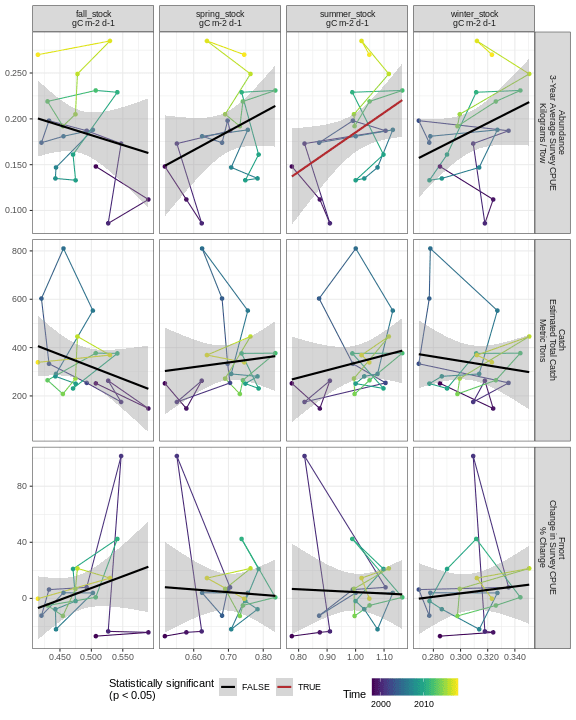 fall_stock
gC m-2 d-1
spring_stock
gC m-2 d-1
summer_stock
gC m-2 d-1
winter_stock
gC m-2 d-1
0.250
0.200
0.150
0.100
Abundance
3-Year Average Survey CPUE
Kilograms / Tow
800
600
400
200
Catch
Estimated Total Catch
Metric Tons
80
40
0
Fmort
Change in Survey CPUE
% Change
0.450 0.500 0.550
0.60 0.70 0.80
0.80 0.90 1.00 1.10
0.280 0.300 0.320 0.340
Statistically significant
(p < 0.05)
FALSE TRUE
Time
2000 2010